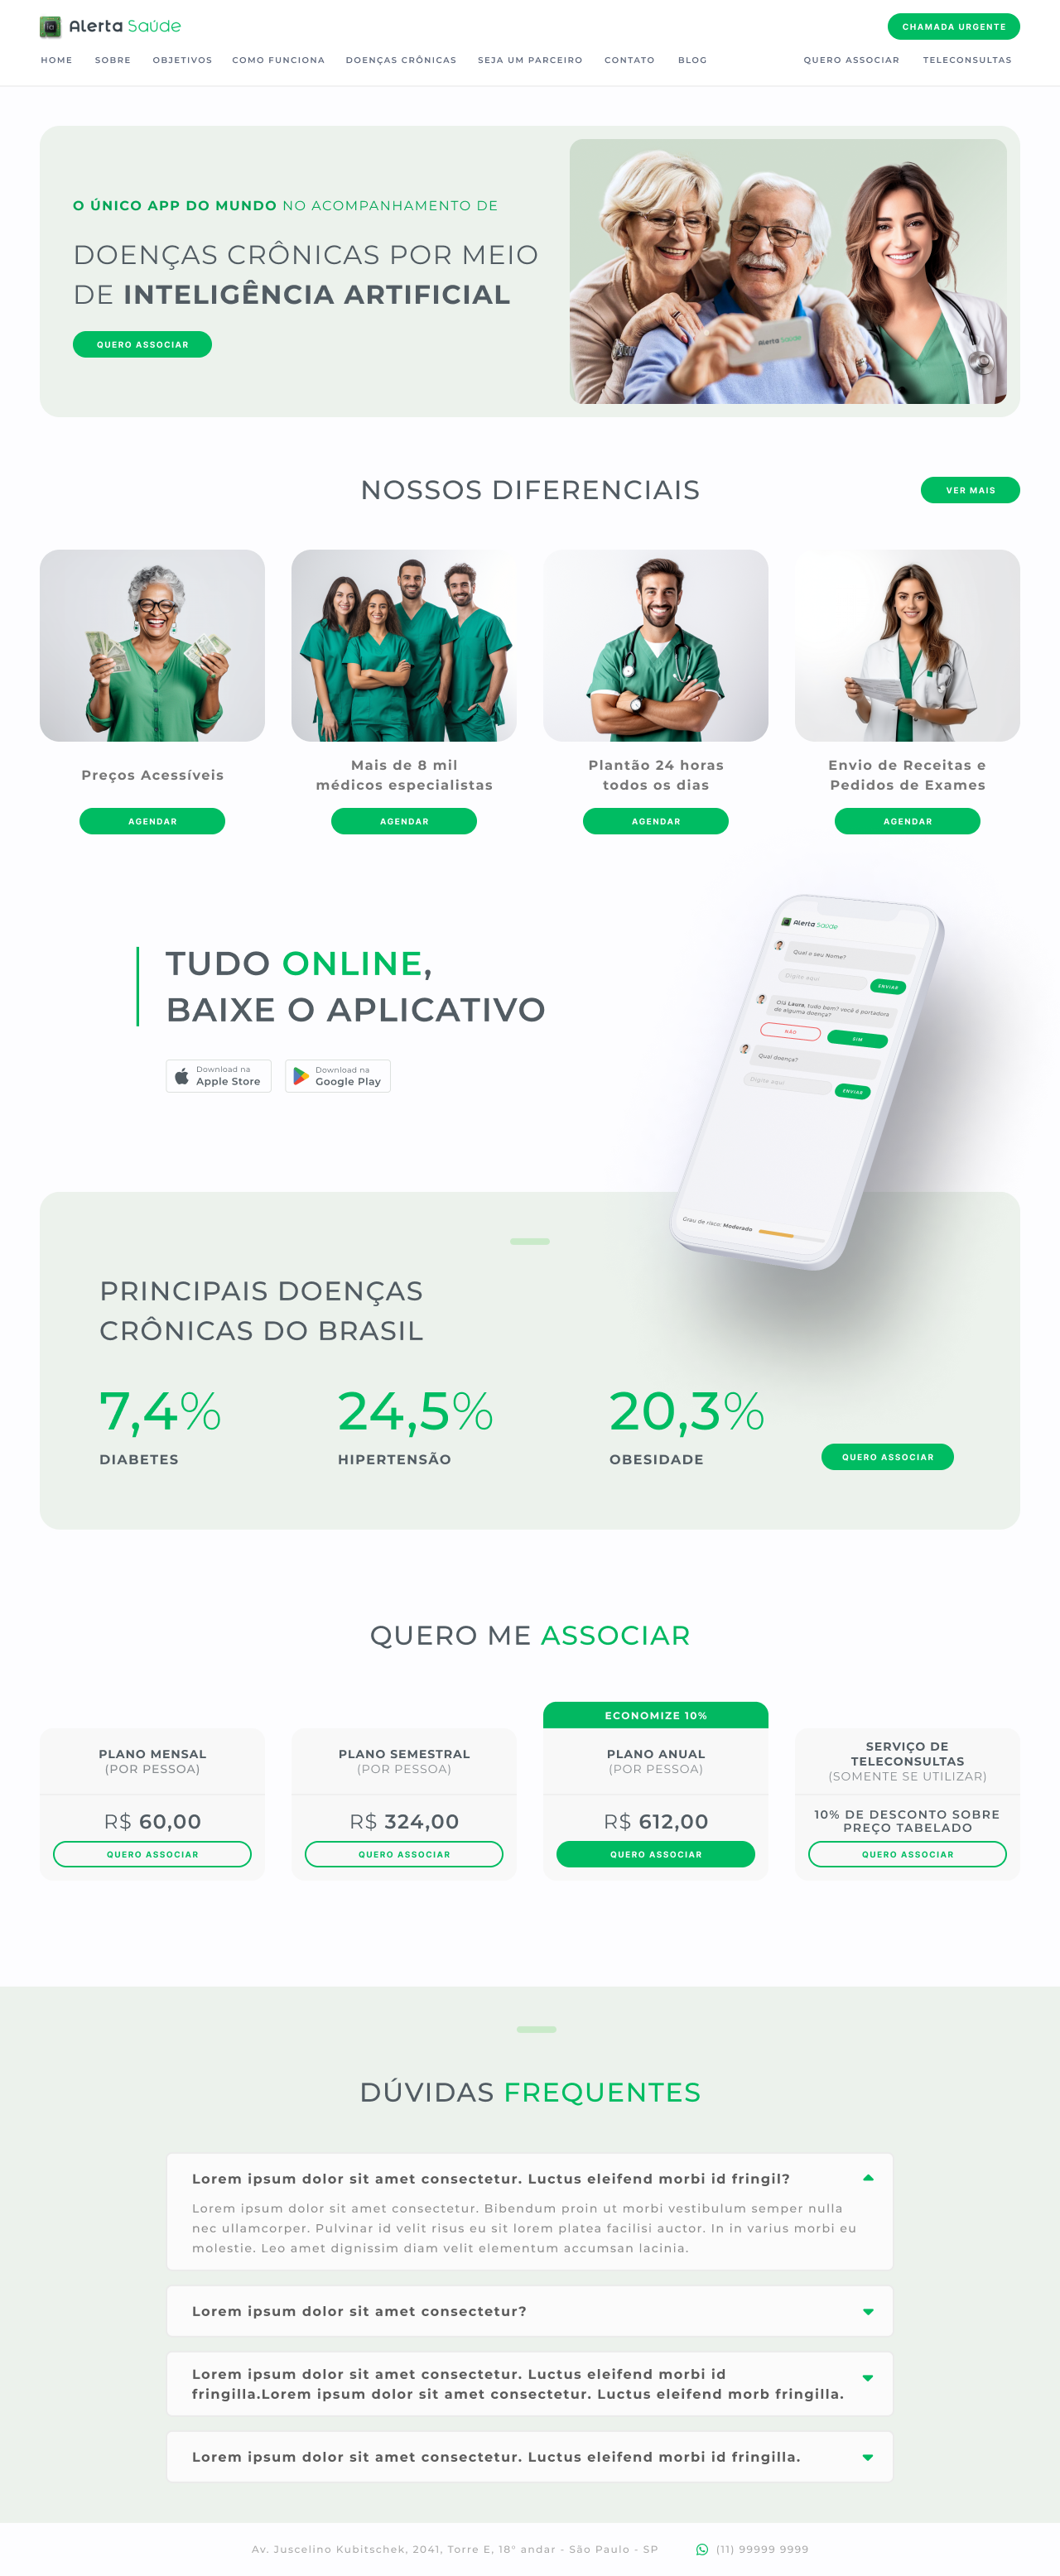 Alerta Saúde
CHAMADA URGENTE
HOME SOBRE OBJETIVOS COMO FUNCIONA DOENÇAS CRÔNICAS SEJA UM PARCEIRO CONTATO BLOG QUERO ASSOCIAR TELECONSULTAS
O ÚNICO APP DO MUNDO NO ACOMPANHAMENTO DE
DOENÇAS CRÔNICAS POR MEIO
DE INTELIGÊNCIA ARTIFICIAL
QUERO ASSOCIAR
Alerta Saúde
NOSSOS DIFERENCIAIS
VER MAIS
Preços Acessíveis
AGENDAR
Mais de 8 mil
médicos especialistas
AGENDAR
Plantão 24 horas
todos os dias
AGENDAR
Envio de Receitas e
Pedidos de Exames
AGENDAR
TUDO ONLINE,
BAIXE O APLICATIVO
Download na
Apple Store
Download na
Google Play
Alerta Saúde
Qual o seu Nome?
Digite aqui
ENVIAR
Olá Laura, tudo bem? você é portadora
de alguma doença?
NÃO
SIM
Qual doença?
Digite aqui
ENVIAR
Grau de risco: Moderado
PRINCIPAIS DOENÇAS
CRÔNICAS DO BRASIL
7,4%
DIABETES
24,5%
HIPERTENSÃO
20,3%
OBESIDADE
QUERO ASSOCIAR
QUERO ME ASSOCIAR
PLANO MENSAL
(POR PESSOA)
R$ 60,00
QUERO ASSOCIAR
PLANO SEMESTRAL
(POR PESSOA)
R$ 324,00
QUERO ASSOCIAR
ECONOMIZE 10%
PLANO ANUAL
(POR PESSOA)
R$ 612,00
QUERO ASSOCIAR
SERVIÇO DE
TELECONSULTAS
(SOMENTE SE UTILIZAR)
10% DE DESCONTO SOBRE
PREÇO TABELADO
QUERO ASSOCIAR
DÚVIDAS FREQUENTES
Lorem ipsum dolor sit amet consectetur. Luctus eleifend morbi id fringil?
Lorem ipsum dolor sit amet consectetur. Bibendum proin ut morbi vestibulum semper nulla
nec ullamcorper. Pulvinar id velit risus eu sit lorem platea facilisi auctor. In in varius morbi eu
molestie. Leo amet dignissim diam velit elementum accumsan lacinia.
Lorem ipsum dolor sit amet consectetur?
Lorem ipsum dolor sit amet consectetur. Luctus eleifend morbi id
fringilla.Lorem ipsum dolor sit amet consectetur. Luctus eleifend morb fringilla.
Lorem ipsum dolor sit amet consectetur. Luctus eleifend morbi id fringilla.
Av. Juscelino Kubitschek, 2041, Torre E, 18° andar - São Paulo - SP
(11) 99999 9999